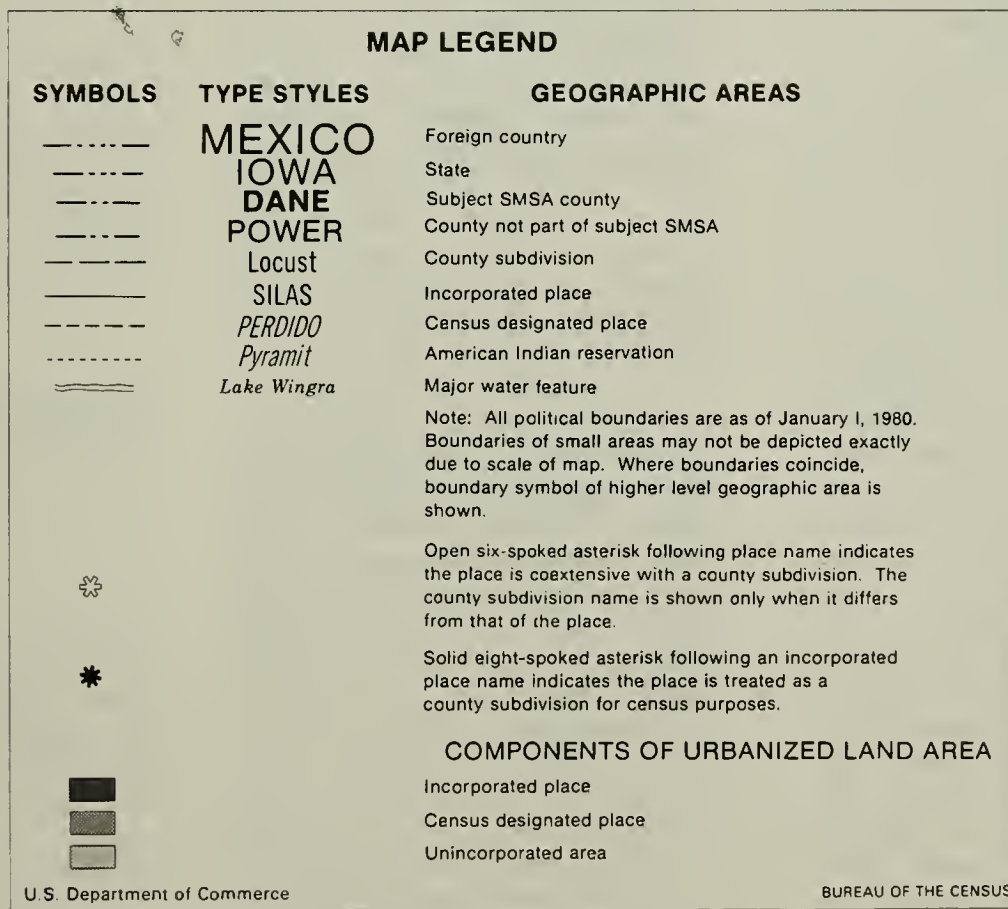 MAP LEGEND
SYMBOLS TYPE STYLES GEOGRAPHIC AREAS
MEXICO Foreign country
IOWA State
DANE Subject SMSA county
POWER County not part of subject SMSA
Locust County subdivision
SILAS Incorporated place
PERDIDO Census designated place
Pyramit American Indian reservation
Lake Wingra Major water feature
Note: All political boundaries are as of January I, 1980.
Boundaries of small areas may not be depicted exactly
due to scale of map. Where boundaries coincide,
boundary symbol of higher level geographic area is
shown.
Open six-spoked asterisk following place name indicates
the place is coextensive with a county subdivision. The
county subdivision name is shown only when it differs
from that of the place.
Solid eight-spoked asterisk following an incorporated
place name indicates the place is treated as a
county subdivision for census purposes.
COMPONENTS OF URBANIZED LAND AREA
Incorporated place
Census designated place
Unincorporated area
U.S. Department of Commerce BUREAU OF THE CENSUS